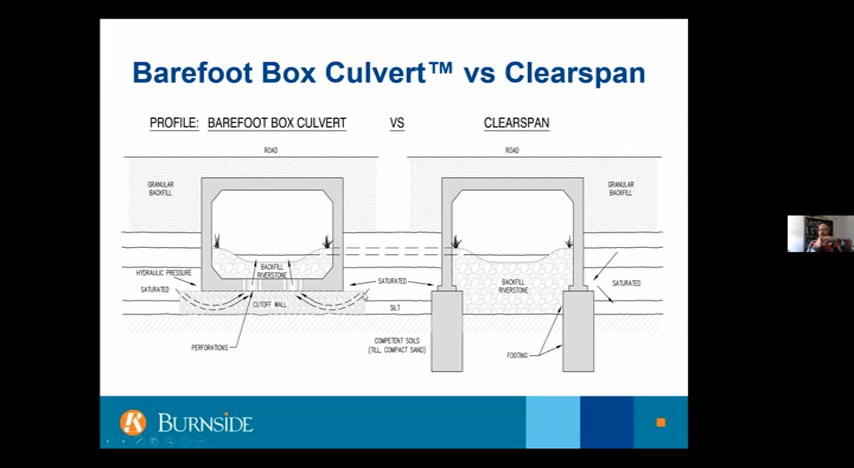 Barefoot Box Culvert™ vs Clearspan
PROFILE: BAREFOOT BOX CULVERT VS CLEARSPAN
ROAD
ROAD
GRANULAR
BACKFILL
GRANULAR
BACKFILL
HYDRAULIC PRESSURE
SATURATED
BACKFILL
RIVERSTONE
CUTOFF WALL
PERFORATIONS
SATURATED
SILT
COMPETENT SOILS
(TILL, COMPACT SAND)
BACKFILL
RIVERSTONE
SATURATED
FOOTING
BURNSIDE